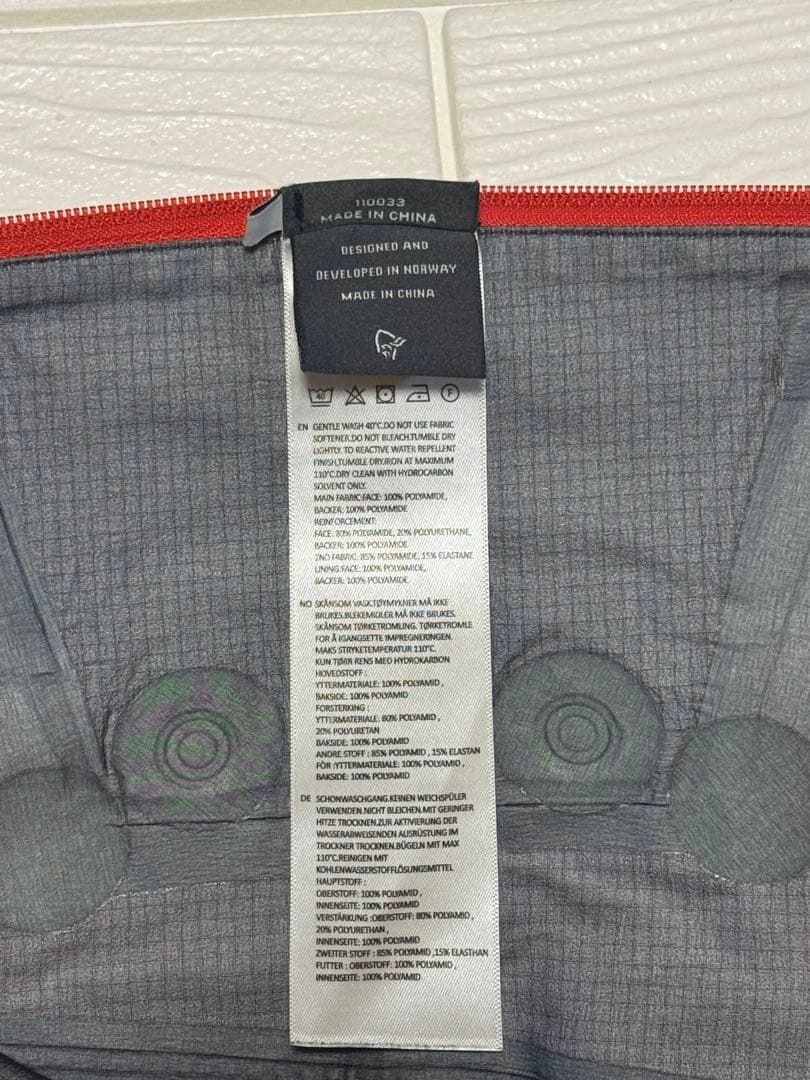 110033
MADE IN CHINA
DESIGNED AND
DEVELOPED IN NORWAY
MADE IN CHINA
40
F
EN GENTLE WASH 40°C.DO NOT USE FABRIC
SOFTENER.DO NOT BLEACH.TUMBLE DRY
LIGHTLY. TO REACTIVE WATER REPELLENT
FINISH,TUMBLE DRY.IRON AT MAXIMUM
110°C.DRY CLEAN WITH HYDROCARBON
SOLVENT ONLY.
MAIN FABRIC:FACE: 100% POLYAMIDE,
BACKER: 100% POLYAMIDE
REINFORCEMENT:
FACE: 80% POLYAMIDE, 20% POLYURETHANE,
BACKER: 100% POLYAMIDE
2ND FABRIC: 85% POLYAMIDE, 15% ELASTANE
LINING:FACE: 100% POLYAMIDE,
BACKER: 100% POLYAMIDE
NO SKÅNSOM VASK.TØYMYKNER MÅ IKKE
BRUKES.BLEKEMIDLER MÅ IKKE BRUKES.
SKÅNSOM TØRKETROMLING. TØRKETROMLE
FOR Å IGANGSETTE IMPREGNERINGEN.
MAKS STRYKETEMPERATUR 110°C.
KUN TØRR RENS MED HYDROKARBON
HOVEDSTOFF :
YTTERMATERIALE: 100% POLYAMID ,
BAKSIDE: 100% POLYAMID
FORSTERKING :
YTTERMATERIALE: 80% POLYAMID ,
20% POLYURETAN
BAKSIDE: 100% POLYAMID
ANDRE STOFF : 85% POLYAMID , 15% ELASTAN
FÔR :YTTERMATERIALE: 100% POLYAMID ,
BAKSIDE: 100% POLYAMID
DE SCHONWASCHGANG.KEINEN WEICHSPÜLER
VERWENDEN.NICHT BLEICHEN.MIT GERINGER
HITZE TROCKNEN.ZUR AKTIVIERUNG DER
WASSERABWEISENDEN AUSRÜSTUNG IM
TROCKNER TROCKNEN.BÜGELN MIT MAX
110°C.REINIGEN MIT
KOHLENWASSERSTOFFLÖSUNGSMITTEL
HAUPTSTOFF :
OBERSTOFF: 100% POLYAMID ,
INNENSEITE: 100% POLYAMID
VERSTÄRKUNG :OBERSTOFF: 80% POLYAMID ,
20% POLYURETHAN ,
INNENSEITE: 100% POLYAMID
ZWEITER STOFF : 85% POLYAMID ,15% ELASTHAN
FUTTER : OBERSTOFF: 100% POLYAMID ,
INNENSEITE: 100% POLYAMID